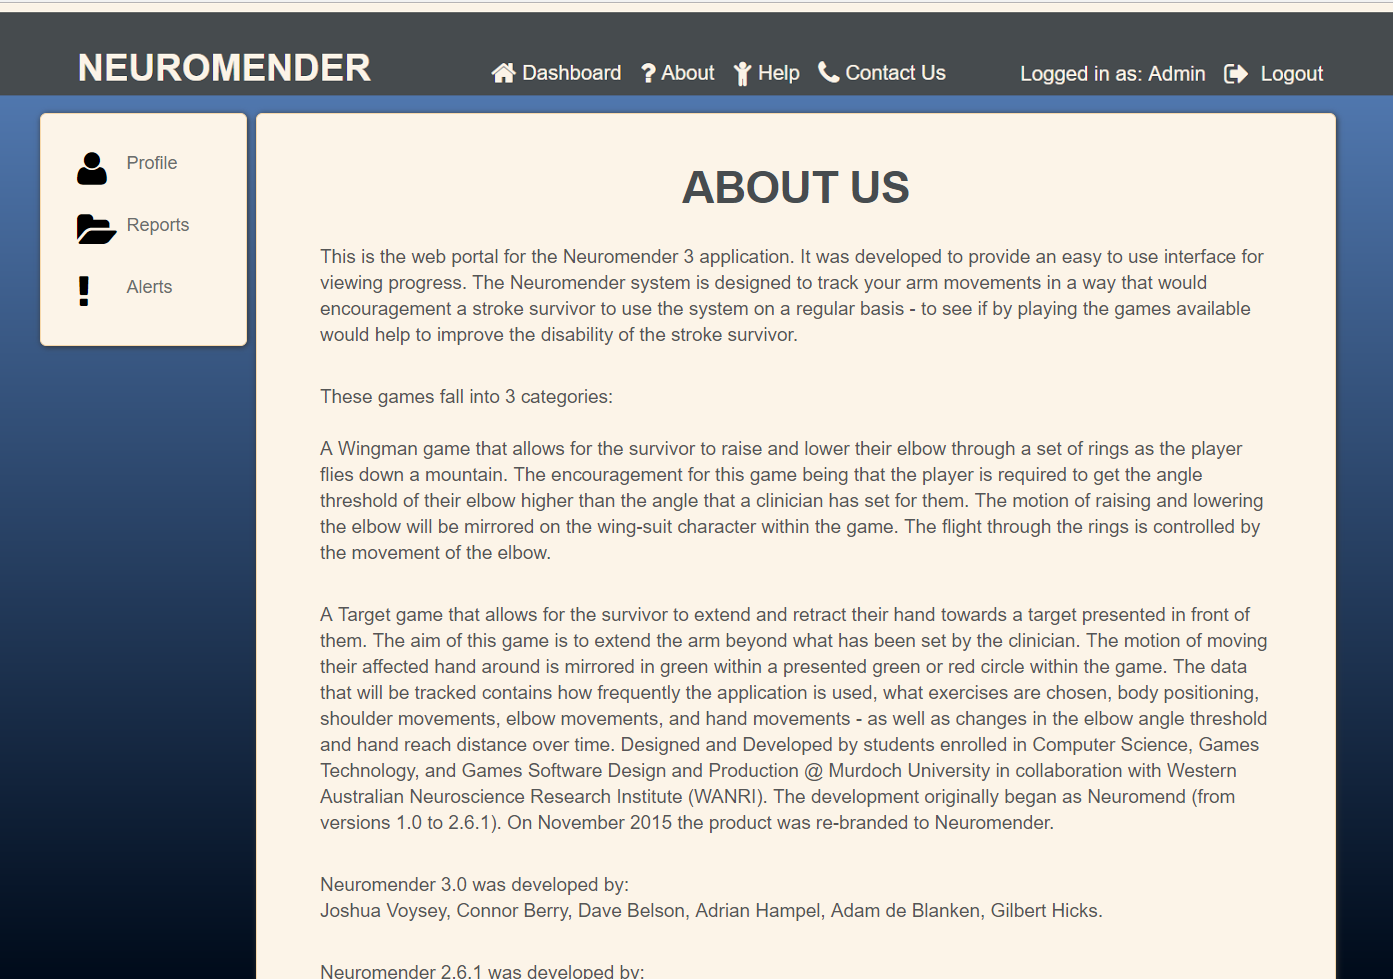 NEUROMENDER
Dashboard About Help Contact Us Logged in as: Admin Logout
Profile
Reports
Alerts
ABOUT US
This is the web portal for the Neuromender 3 application. It was developed to provide an easy to use interface for
viewing progress. The Neuromender system is designed to track your arm movements in a way that would
encouragement a stroke survivor to use the system on a regular basis - to see if by playing the games available
would help to improve the disability of the stroke survivor.
These games fall into 3 categories:
A Wingman game that allows for the survivor to raise and lower their elbow through a set of rings as the player
flies down a mountain. The encouragement for this game being that the player is required to get the angle
threshold of their elbow higher than the angle that a clinician has set for them. The motion of raising and lowering
the elbow will be mirrored on the wing-suit character within the game. The flight through the rings is controlled by
the movement of the elbow.
A Target game that allows for the survivor to extend and retract their hand towards a target presented in front of
them. The aim of this game is to extend the arm beyond what has been set by the clinician. The motion of moving
their affected hand around is mirrored in green within a presented green or red circle within the game. The data
that will be tracked contains how frequently the application is used, what exercises are chosen, body positioning,
shoulder movements, elbow movements, and hand movements - as well as changes in the elbow angle threshold
and hand reach distance over time. Designed and Developed by students enrolled in Computer Science, Games
Technology, and Games Software Design and Production @ Murdoch University in collaboration with Western
Australian Neuroscience Research Institute (WANRI). The development originally began as Neuromend (from
versions 1.0 to 2.6.1). On November 2015 the product was re-branded to Neuromender.
Neuromender 3.0 was developed by:
Joshua Voysey, Connor Berry, Dave Belson, Adrian Hampel, Adam de Blanken, Gilbert Hicks.
Neuromender 2.6.1 was developed by: